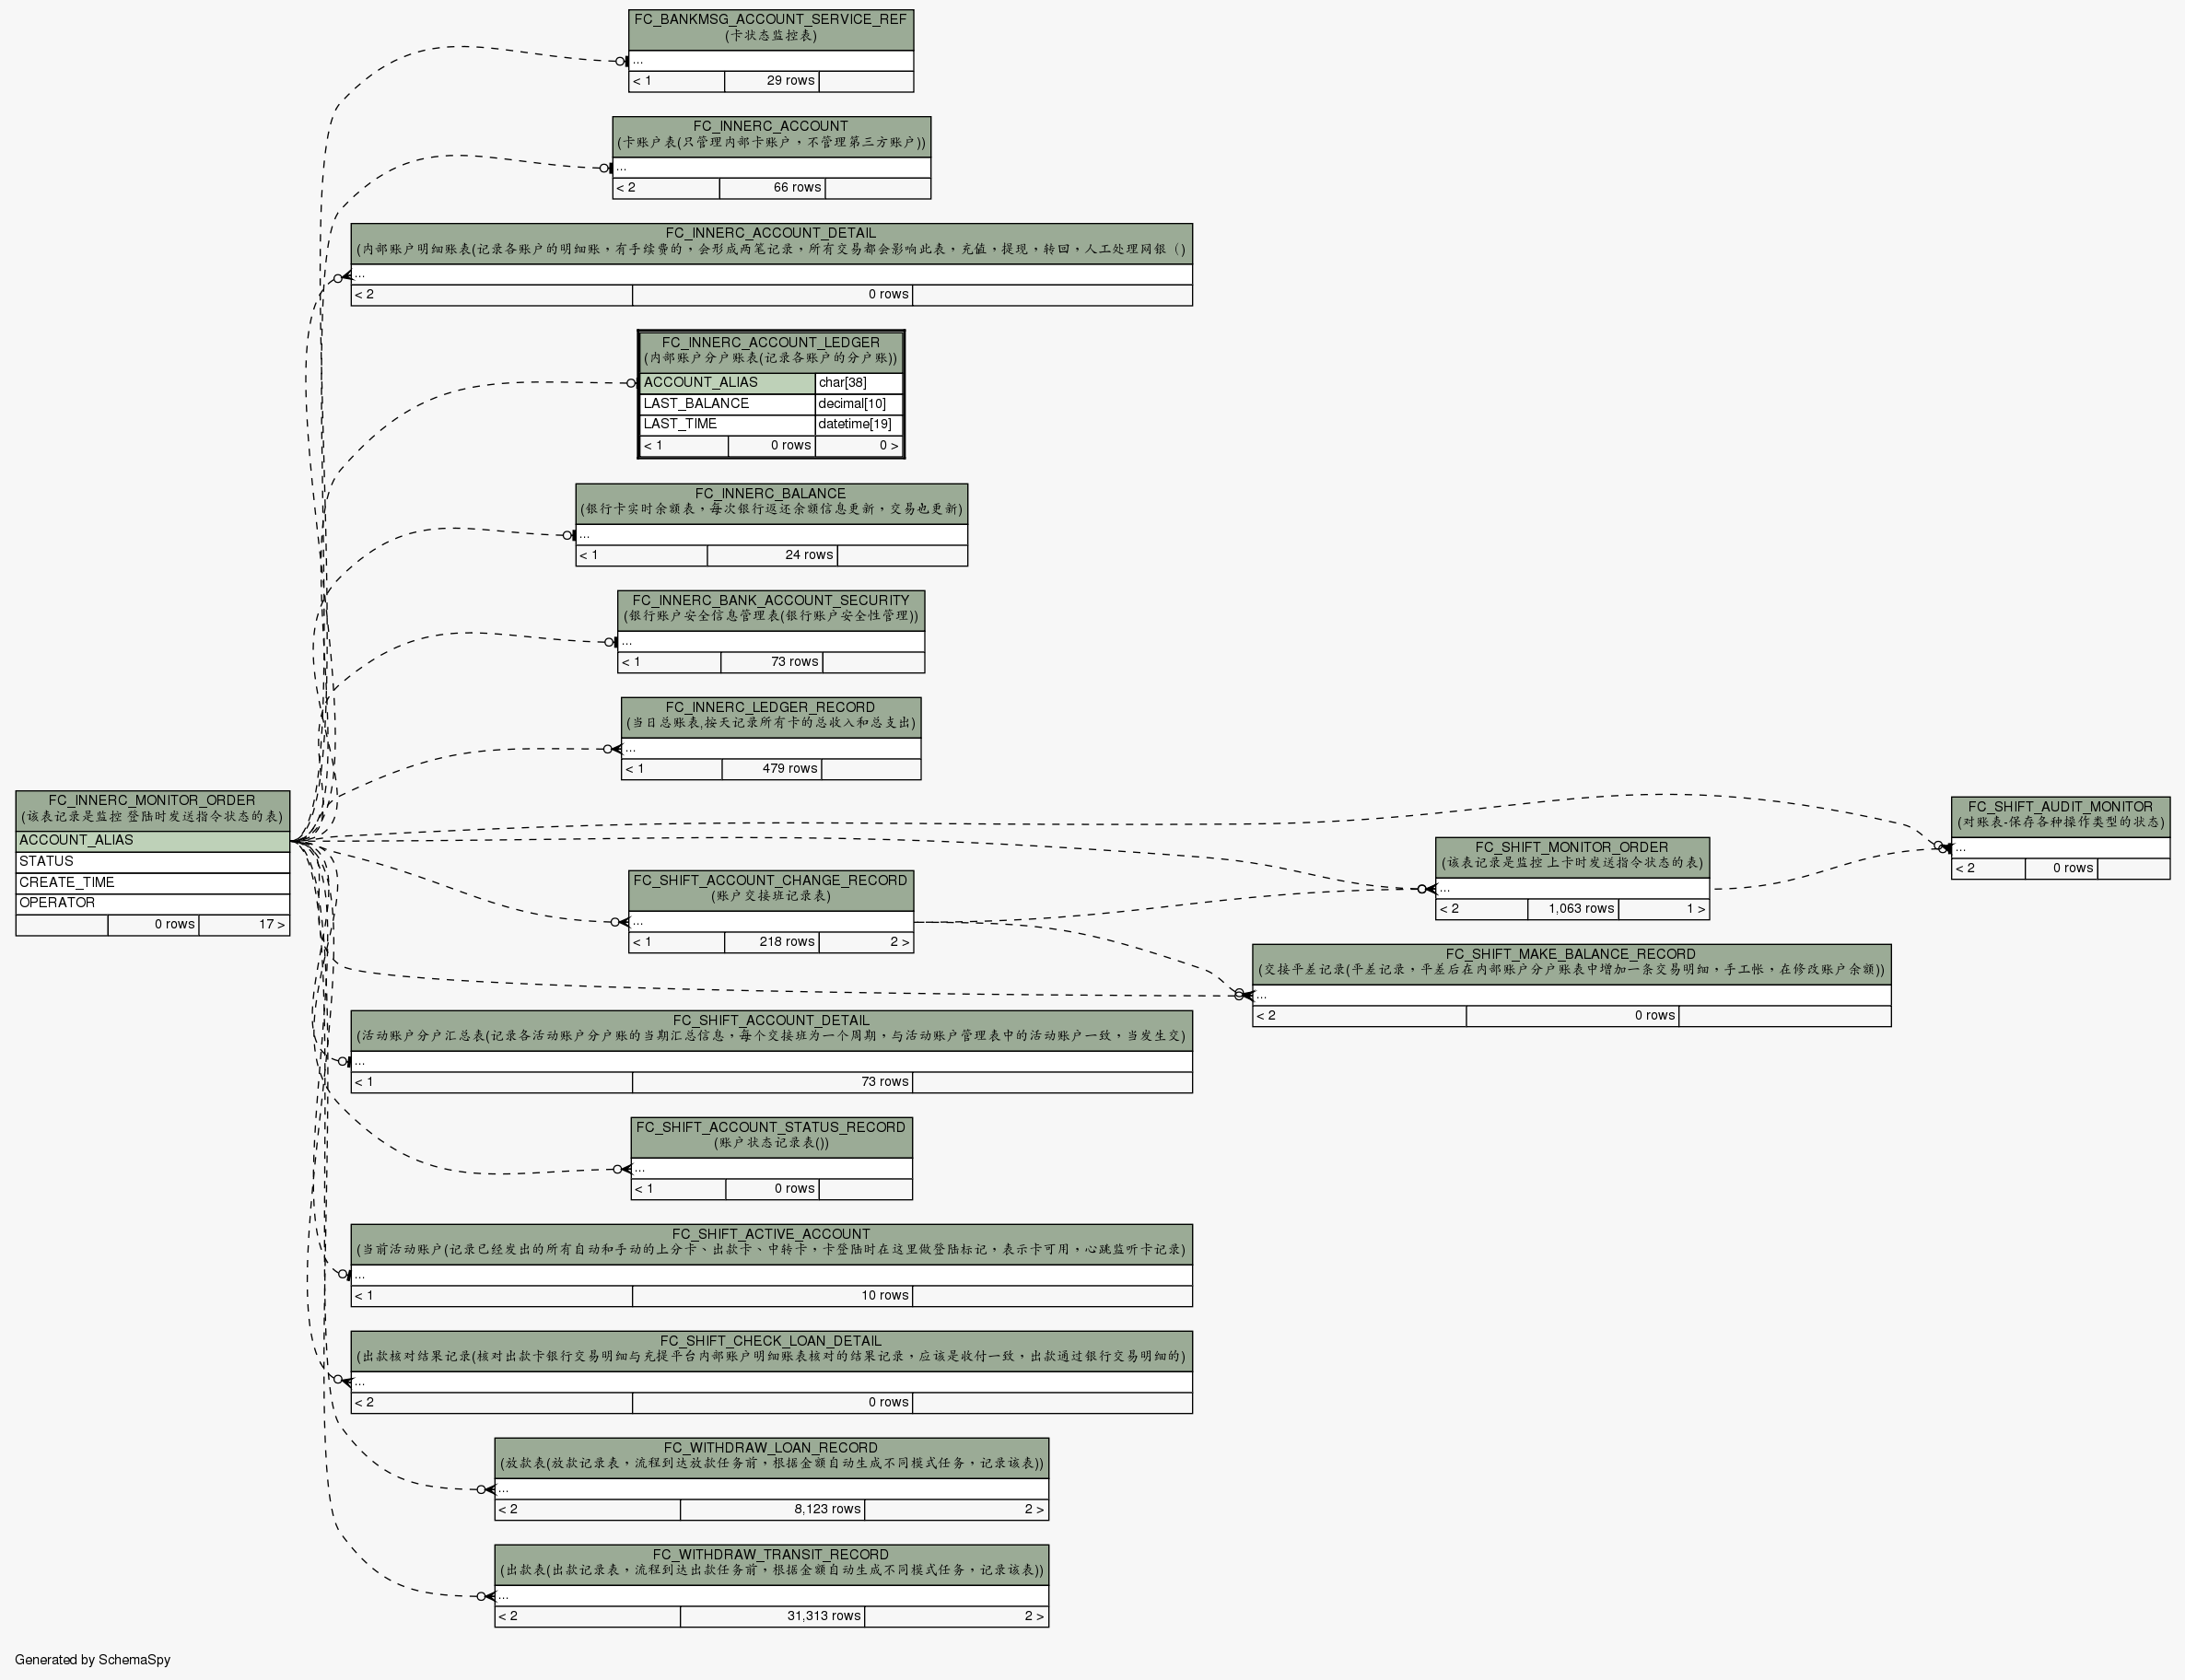 FC_BANKMSG_ACCOUNT_SERVICE_REF
(卡状态监控表)
...
< 1 29 rows
FC_INNERC_ACCOUNT
(卡账户表(只管理内部卡账户，不管理第三方账户))
...
< 2 66 rows
FC_INNERC_ACCOUNT_DETAIL
(内部账户明细账表(记录各账户的明细账，有手续费的，会形成两笔记录，所有交易都会影响此表，充值，提现，转回，人工处理网银（)
...
< 2 0 rows
FC_INNERC_ACCOUNT_LEDGER
(内部账户分户账表(记录各账户的分户账))
ACCOUNT_ALIAS char[38]
LAST_BALANCE decimal[10]
LAST_TIME datetime[19]
< 1 0 rows 0 >
FC_INNERC_BALANCE
(银行卡实时余额表，每次银行返还余额信息更新，交易也更新)
...
< 1 24 rows
FC_INNERC_BANK_ACCOUNT_SECURITY
(银行账户安全信息管理表(银行账户安全性管理))
...
< 1 73 rows
FC_INNERC_LEDGER_RECORD
(当日总账表,按天记录所有卡的总收入和总支出)
...
< 1 479 rows
FC_INNERC_MONITOR_ORDER
(该表记录是监控 登陆时发送指令状态的表)
ACCOUNT_ALIAS
STATUS
CREATE_TIME
OPERATOR
0 rows 17 >
FC_SHIFT_AUDIT_MONITOR
(对账表-保存各种操作类型的状态)
...
< 2 0 rows
FC_SHIFT_MONITOR_ORDER
(该表记录是监控 上卡时发送指令状态的表)
...
< 2 1,063 rows 1 >
FC_SHIFT_ACCOUNT_CHANGE_RECORD
(账户交接班记录表)
...
< 1 218 rows 2 >
FC_SHIFT_MAKE_BALANCE_RECORD
(交接平差记录(平差记录，平差后在内部账户分户账表中增加一条交易明细，手工帐，在修改账户余额))
...
< 2 0 rows
FC_SHIFT_ACCOUNT_DETAIL
(活动账户分户汇总表(记录各活动账户分户账的当期汇总信息，每个交接班为一个周期，与活动账户管理表中的活动账户一致，当发生交)
...
< 1 73 rows
FC_SHIFT_ACCOUNT_STATUS_RECORD
(账户状态记录表())
...
< 1 0 rows
FC_SHIFT_ACTIVE_ACCOUNT
(当前活动账户(记录已经发出的所有自动和手动的上分卡、出款卡、中转卡，卡登陆时在这里做登陆标记，表示卡可用，心跳监听卡记录)
...
< 1 10 rows
FC_SHIFT_CHECK_LOAN_DETAIL
(出款核对结果记录(核对出款卡银行交易明细与充提平台内部账户明细账表核对的结果记录，应该是收付一致，出款通过银行交易明细的)
...
< 2 0 rows
FC_WITHDRAW_LOAN_RECORD
(放款表(放款记录表，流程到达放款任务前，根据金额自动生成不同模式任务，记录该表))
...
< 2 8,123 rows 2 >
FC_WITHDRAW_TRANSIT_RECORD
(出款表(出款记录表，流程到达出款任务前，根据金额自动生成不同模式任务，记录该表))
...
< 2 31,313 rows 2 >
Generated by SchemaSpy